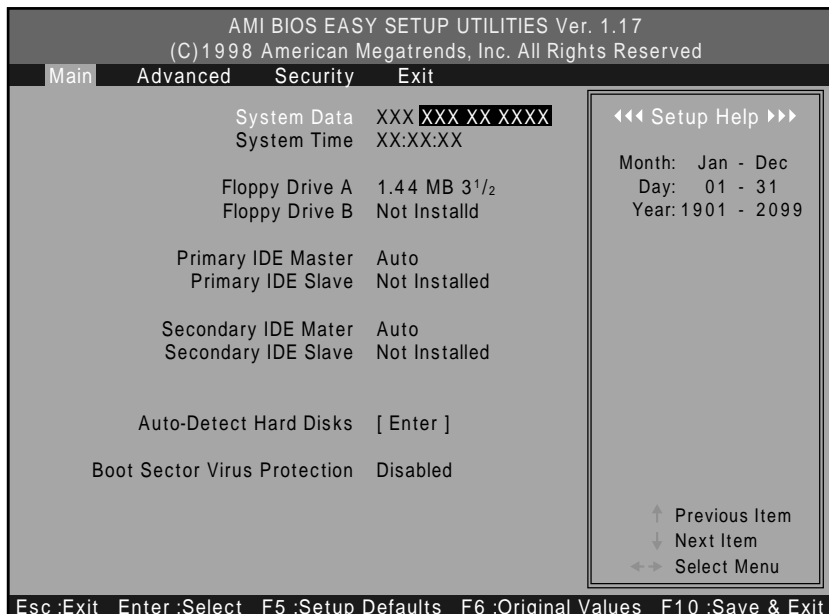 AMI BIOS EASY SETUP UTILITIES Ver. 1.17
(C)1998 American Megatrends, Inc. All Rights Reserved
Main Advanced Security Exit
System Data XXX XXX XX XXXX
System Time XX:XX:XX
Floppy Drive A 1.44 MB 3 1/2
Floppy Drive B Not Installd
Primary IDE Master Auto
Primary IDE Slave Not Installed
Secondary IDE Mater Auto
Secondary IDE Slave Not Installed
Auto-Detect Hard Disks [ Enter ]
Boot Sector Virus Protection Disabled
Setup Help
Month: Jan - Dec
Day: 01 - 31
Year: 1901 - 2099
Previous Item
Next Item
Select Menu
Esc :Exit Enter :Select F5 :Setup Defaults F6 :Original Values F10 :Save & Exit